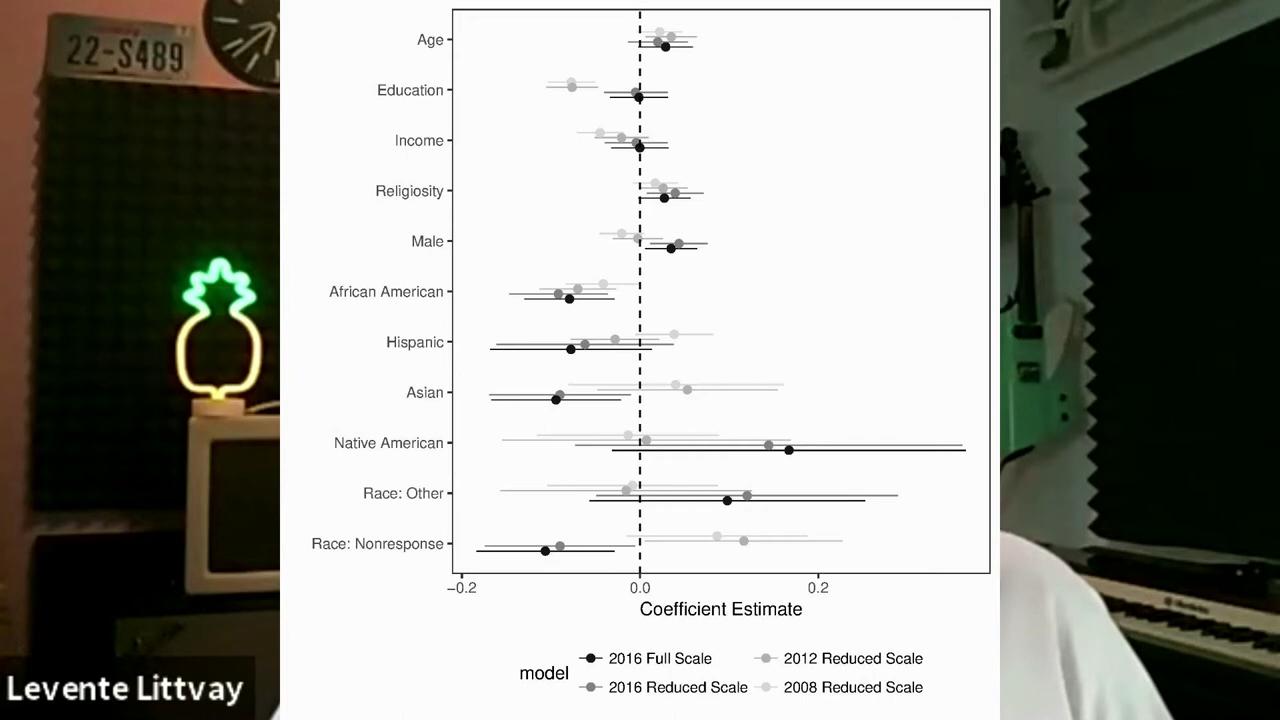 22-S489
Age
Education
Income
Religiosity
Male
African American
Hispanic
Asian
Native American
Race: Other
Race: Nonresponse
−0.2
0.0
0.2
Coefficient Estimate
model
2016 Full Scale
2012 Reduced Scale
2016 Reduced Scale
2008 Reduced Scale
Levente Littvay